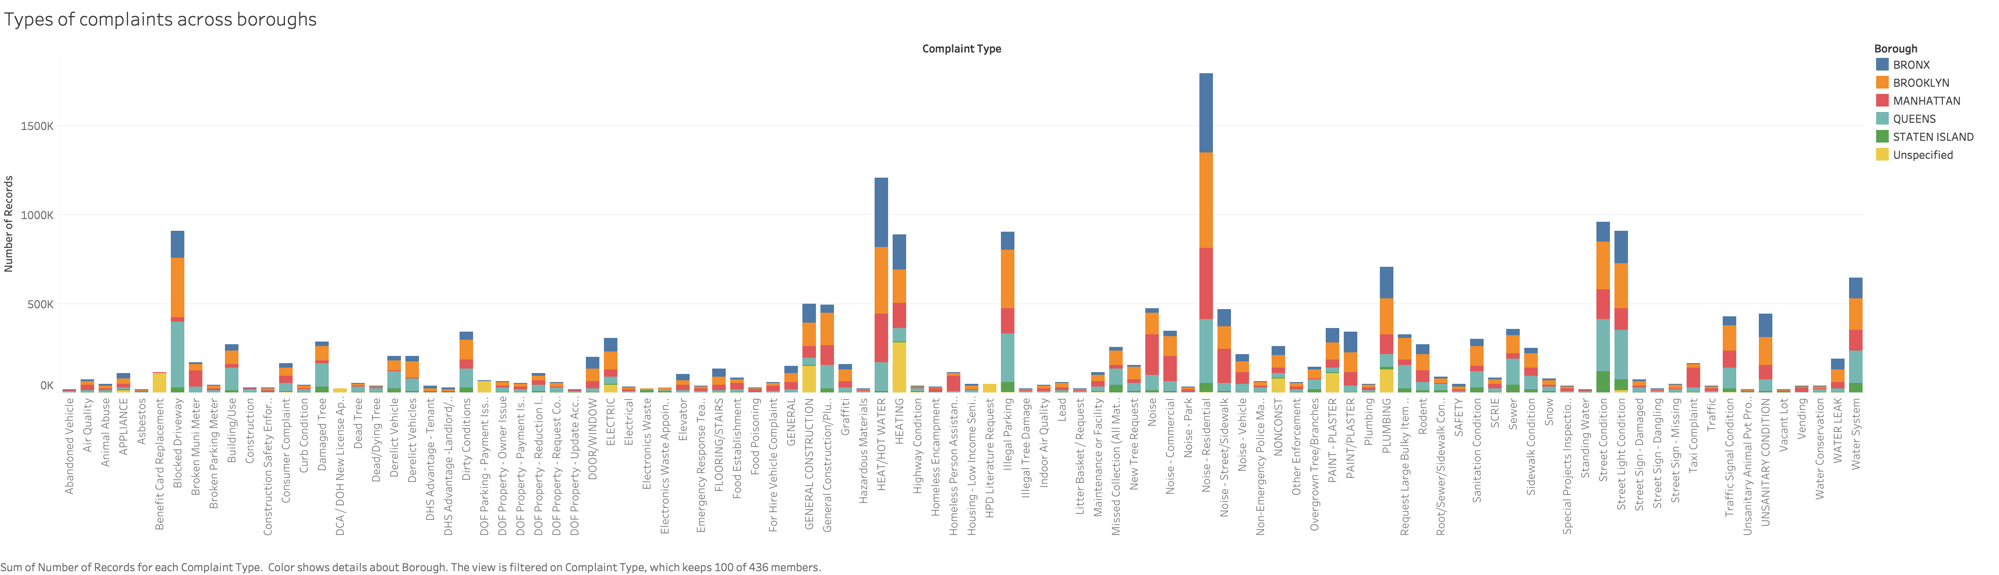 Types of complaints across boroughs
Complaint Type
Borough
BRONX
BROOKLYN
MANHATTAN
QUEENS
STATEN ISLAND
Unspecified
Number of Records
1500K
1000K
500K
0K
Abandoned Vehicle
Air Quality
Animal Abuse
APPLIANCE
Asbestos
Benefit Card Replacement
Blocked Driveway
Broken Muni Meter
Broken Parking Meter
Building/Use
Construction
Construction Safety Enfor..
Consumer Complaint
Curb Condition
Damaged Tree
DCA / DOH New License Ap..
Dead Tree
Dead/Dying Tree
Derelict Vehicle
Derelict Vehicles
DHS Advantage - Tenant
DHS Advantage -Landlord/..
Dirty Conditions
DOF Parking - Payment Iss..
DOF Property - Owner Issue
DOF Property - Payment Is..
DOF Property - Reduction I..
DOF Property - Request Co..
DOF Property - Update Acc..
DOOR/WINDOW
ELECTRIC
Electrical
Electronics Waste
Electronics Waste Appoin..
Elevator
Emergency Response Tea..
FLOORING/STAIRS
Food Establishment
Food Poisoning
For Hire Vehicle Complaint
GENERAL
GENERAL CONSTRUCTION
General Construction/Plu..
Graffiti
Hazardous Materials
HEAT/HOT WATER
HEATING
Highway Condition
Homeless Encampment
Homeless Person Assistan..
Housing - Low Income Seni..
HPD Literature Request
Illegal Parking
Illegal Tree Damage
Indoor Air Quality
Lead
Litter Basket / Request
Maintenance or Facility
Missed Collection (All Mat..
New Tree Request
Noise
Noise - Commercial
Noise - Park
Noise - Residential
Noise - Street/Sidewalk
Noise - Vehicle
Non-Emergency Police Ma..
NONCONST
Other Enforcement
Overgrown Tree/Branches
PAINT - PLASTER
PAINT/PLASTER
Plumbing
PLUMBING
Request Large Bulky Item ..
Rodent
Root/Sewer/Sidewalk Con..
SAFETY
Sanitation Condition
SCRIE
Sewer
Sidewalk Condition
Snow
Special Projects Inspectio..
Standing Water
Street Condition
Street Light Condition
Street Sign - Damaged
Street Sign - Dangling
Street Sign - Missing
Taxi Complaint
Traffic
Traffic Signal Condition
Unsanitary Animal Pvt Pro..
UNSANITARY CONDITION
Vacant Lot
Vending
Water Conservation
WATER LEAK
Water System
Sum of Number of Records for each Complaint Type.  Color shows details about Borough. The view is filtered on Complaint Type, which keeps 100 of 436 members.